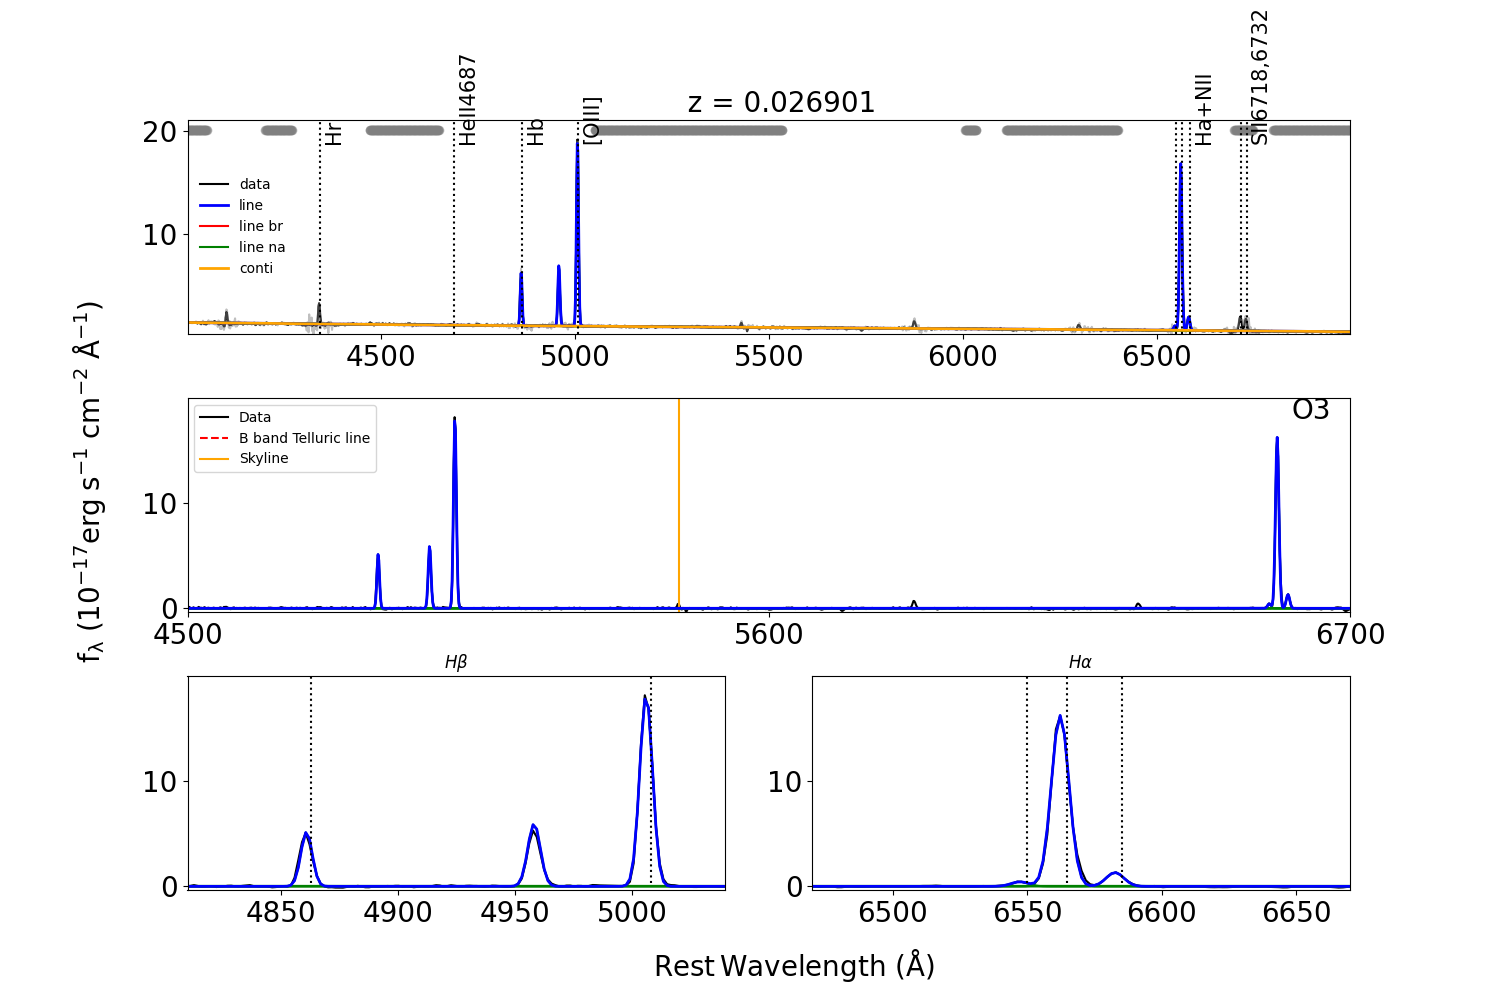 z = 0.026901
Hr
HeII4687
Hb
[OIII]
Ha+NII
SII6718,6732
20
10
data
line
line br
line na
conti
4500 5000 5500 6000 6500
O3
Data
B band Telluric line
Skyline
10
0
4500 5600 6700
fλ (10⁻¹⁷erg s⁻¹ cm⁻² Å⁻¹)
Hβ
10
0
4850 4900 4950 5000
Hα
10
0
6500 6550 6600 6650
Rest Wavelength (Å)